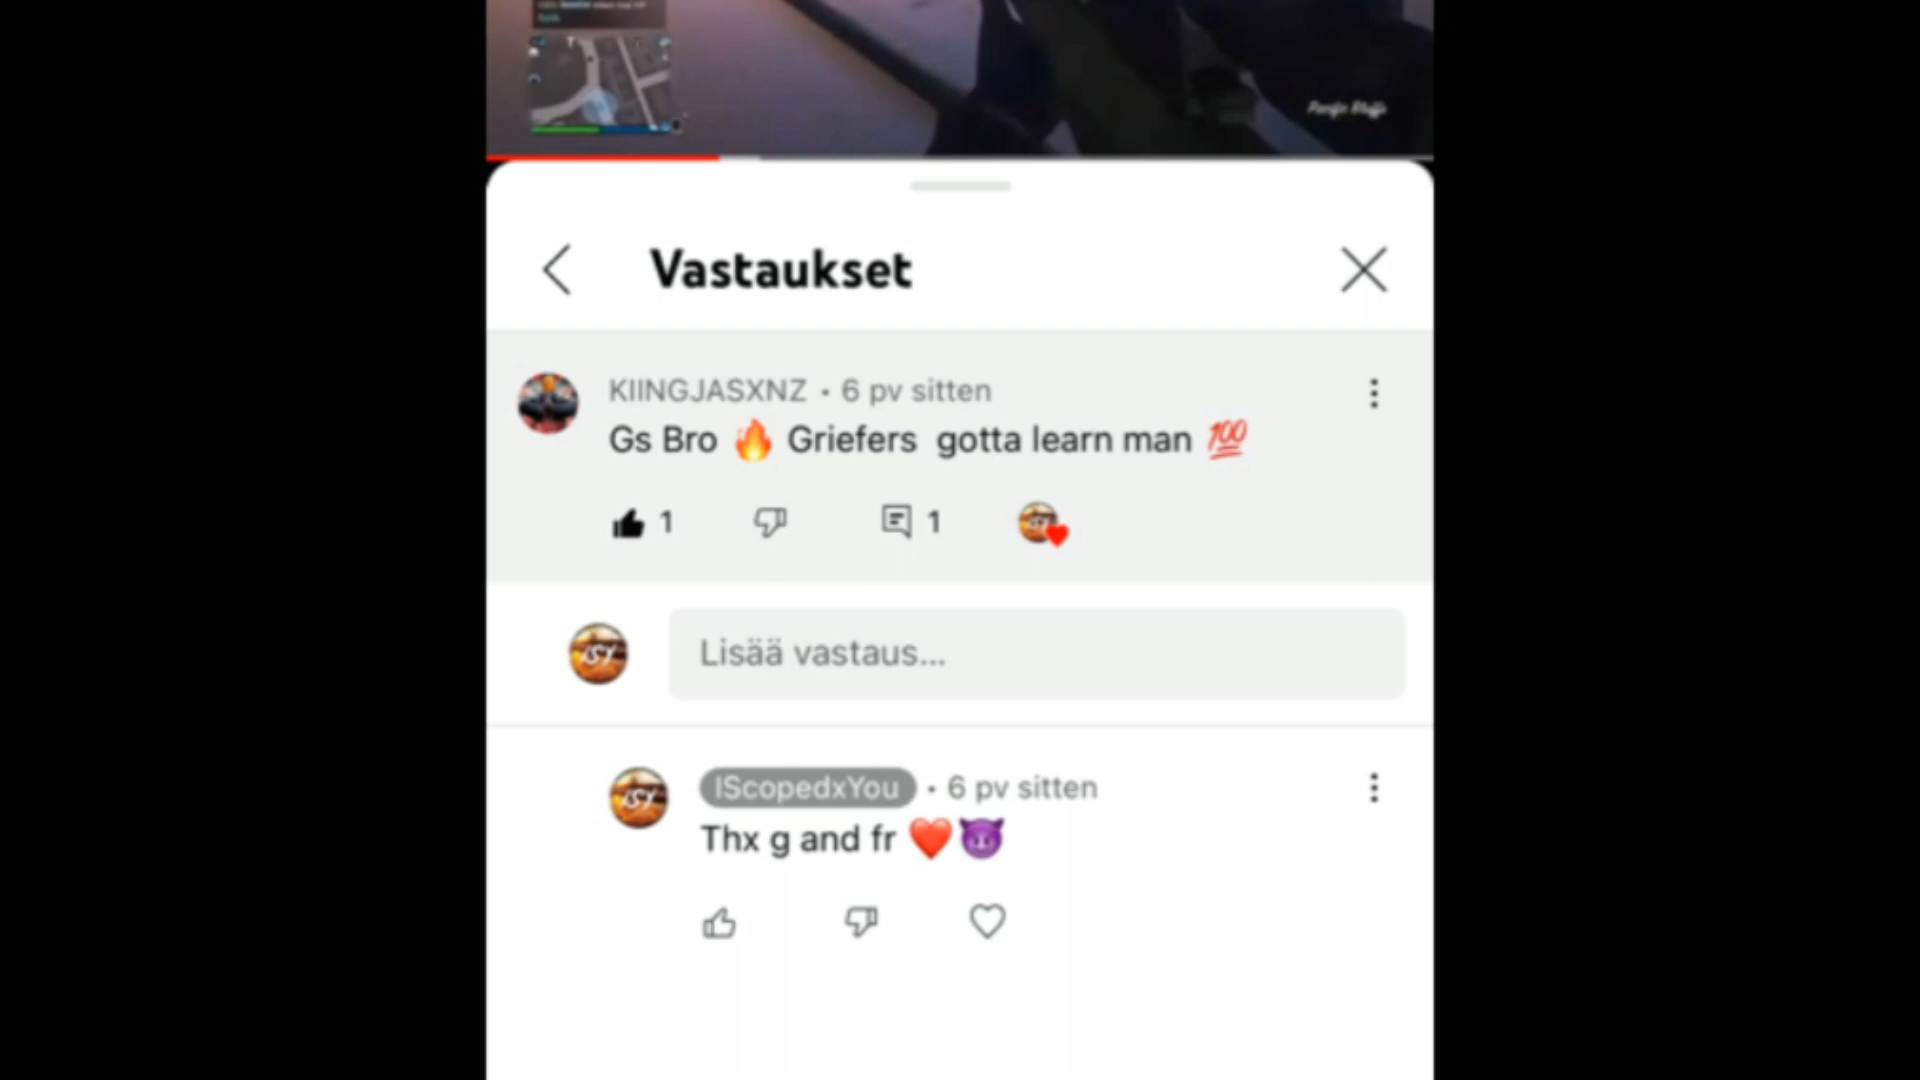 Vastaukset
KIINGJASXNZ • 6 pv sitten
Gs Bro 🔥 Griefers gotta learn man 💯
1
1
Lisää vastaus...
IScopedxYou • 6 pv sitten
Thx g and fr ❤️😈